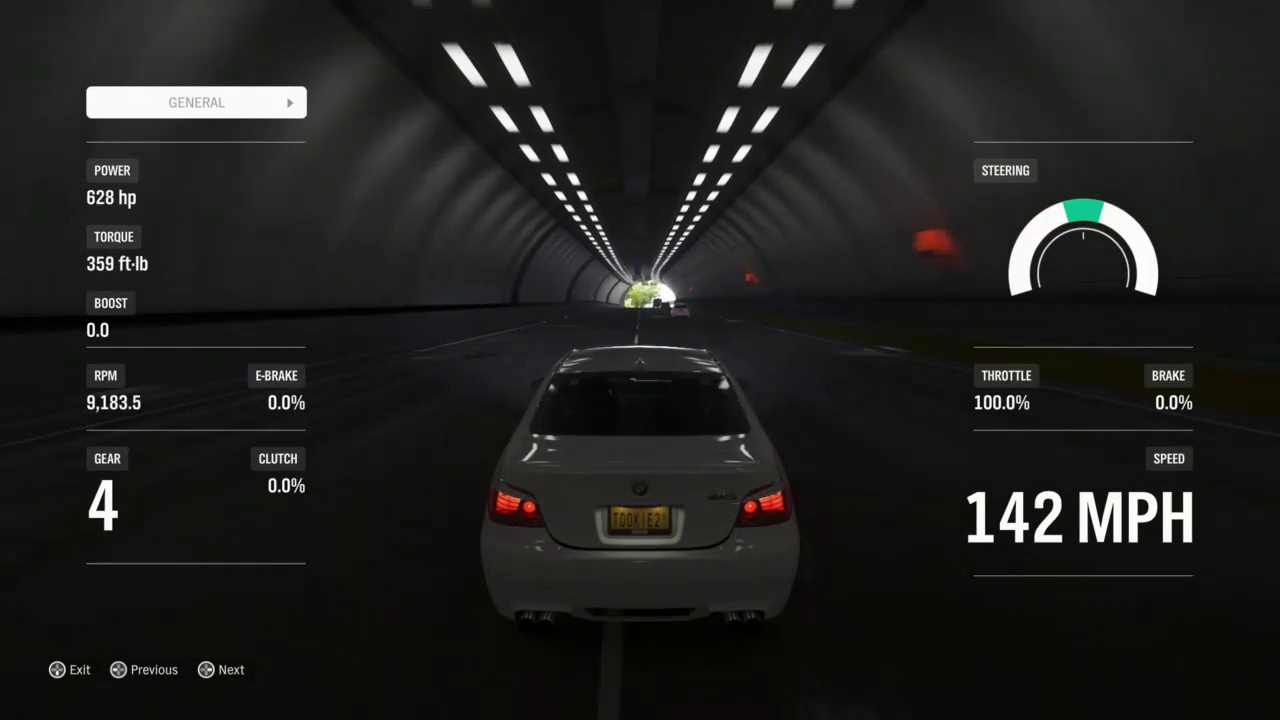 GENERAL
POWER
628 hp
TORQUE
359 ft·lb
BOOST
0.0
RPM
E-BRAKE
9,183.5
0.0%
GEAR
CLUTCH
4
0.0%
STEERING
THROTTLE
BRAKE
100.0%
0.0%
SPEED
142 MPH
TOOKIE21
Exit
Previous
Next